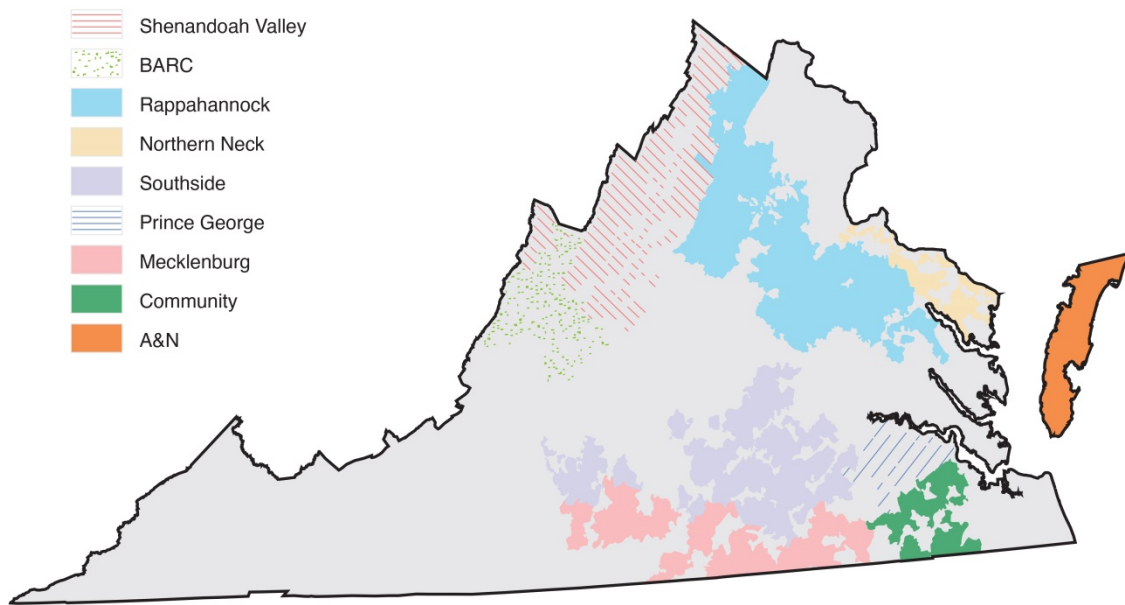 Shenandoah Valley
BARC
Rappahannock
Northern Neck
Southside
Prince George
Mecklenburg
Community
A&N